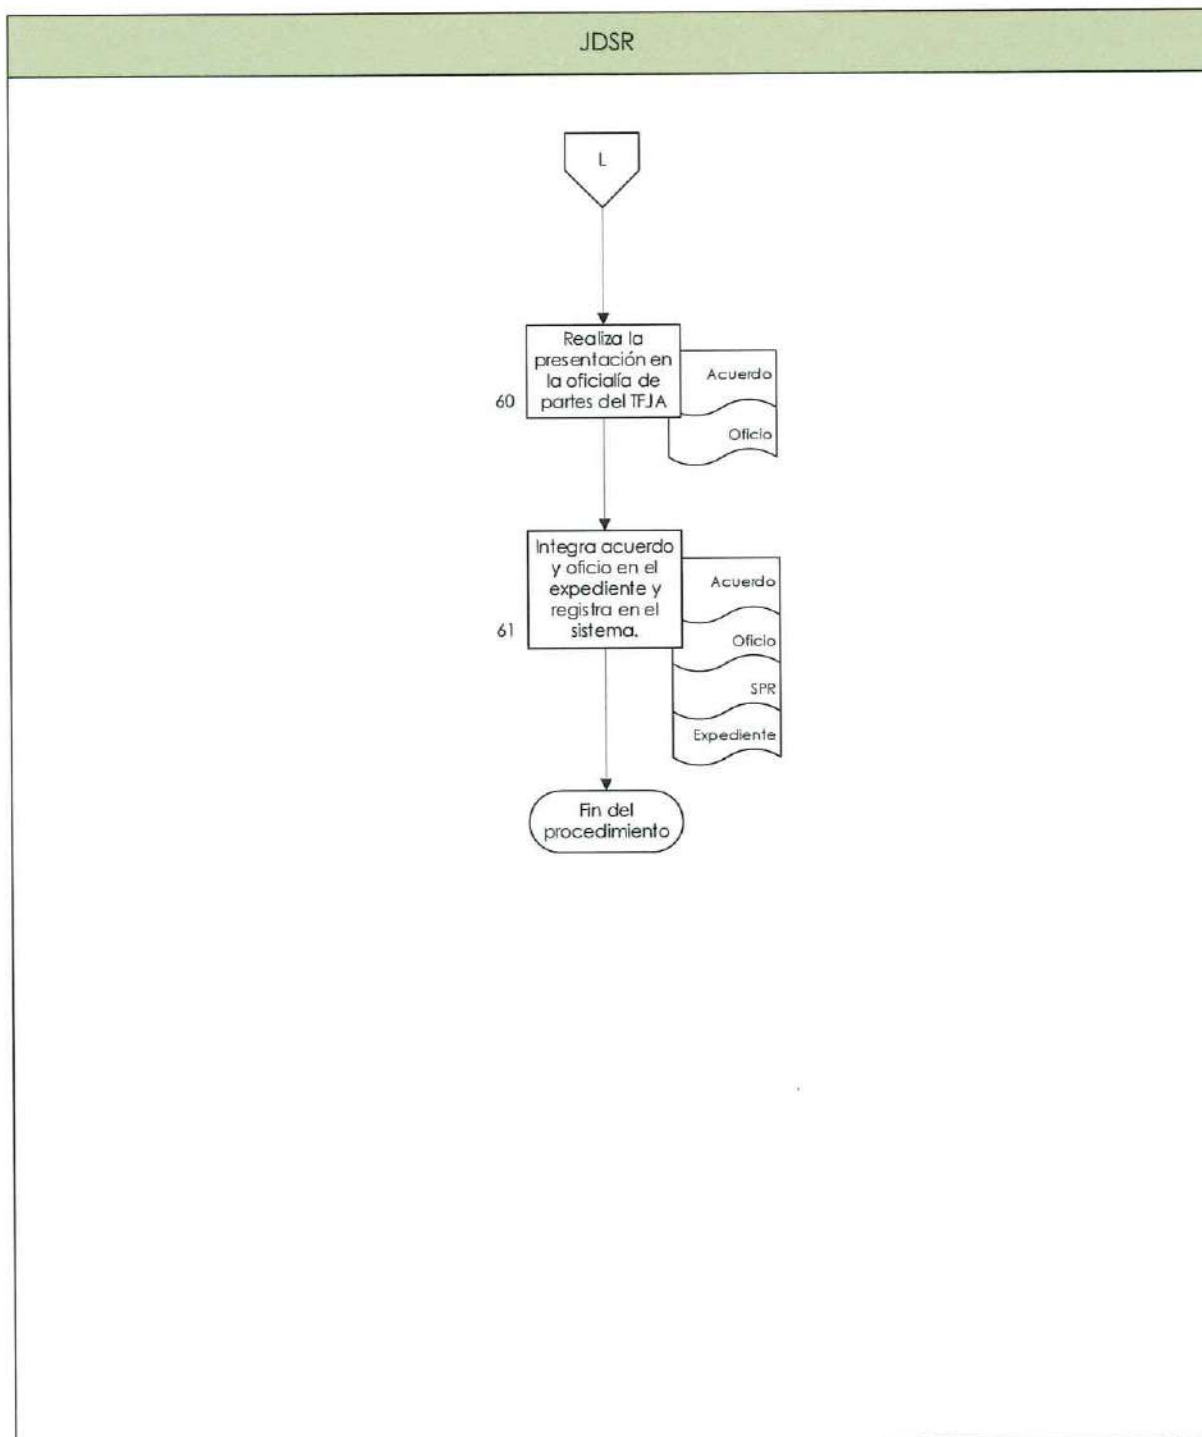 JDSR
L
Realiza la
presentación en
la oficialía de
partes del TFJA
60
Acuerdo
Oficio
Integra acuerdo
y oficio en el
expediente y
registra en el
sistema.
61
Acuerdo
Oficio
SPR
Expediente
Fin del
procedimiento